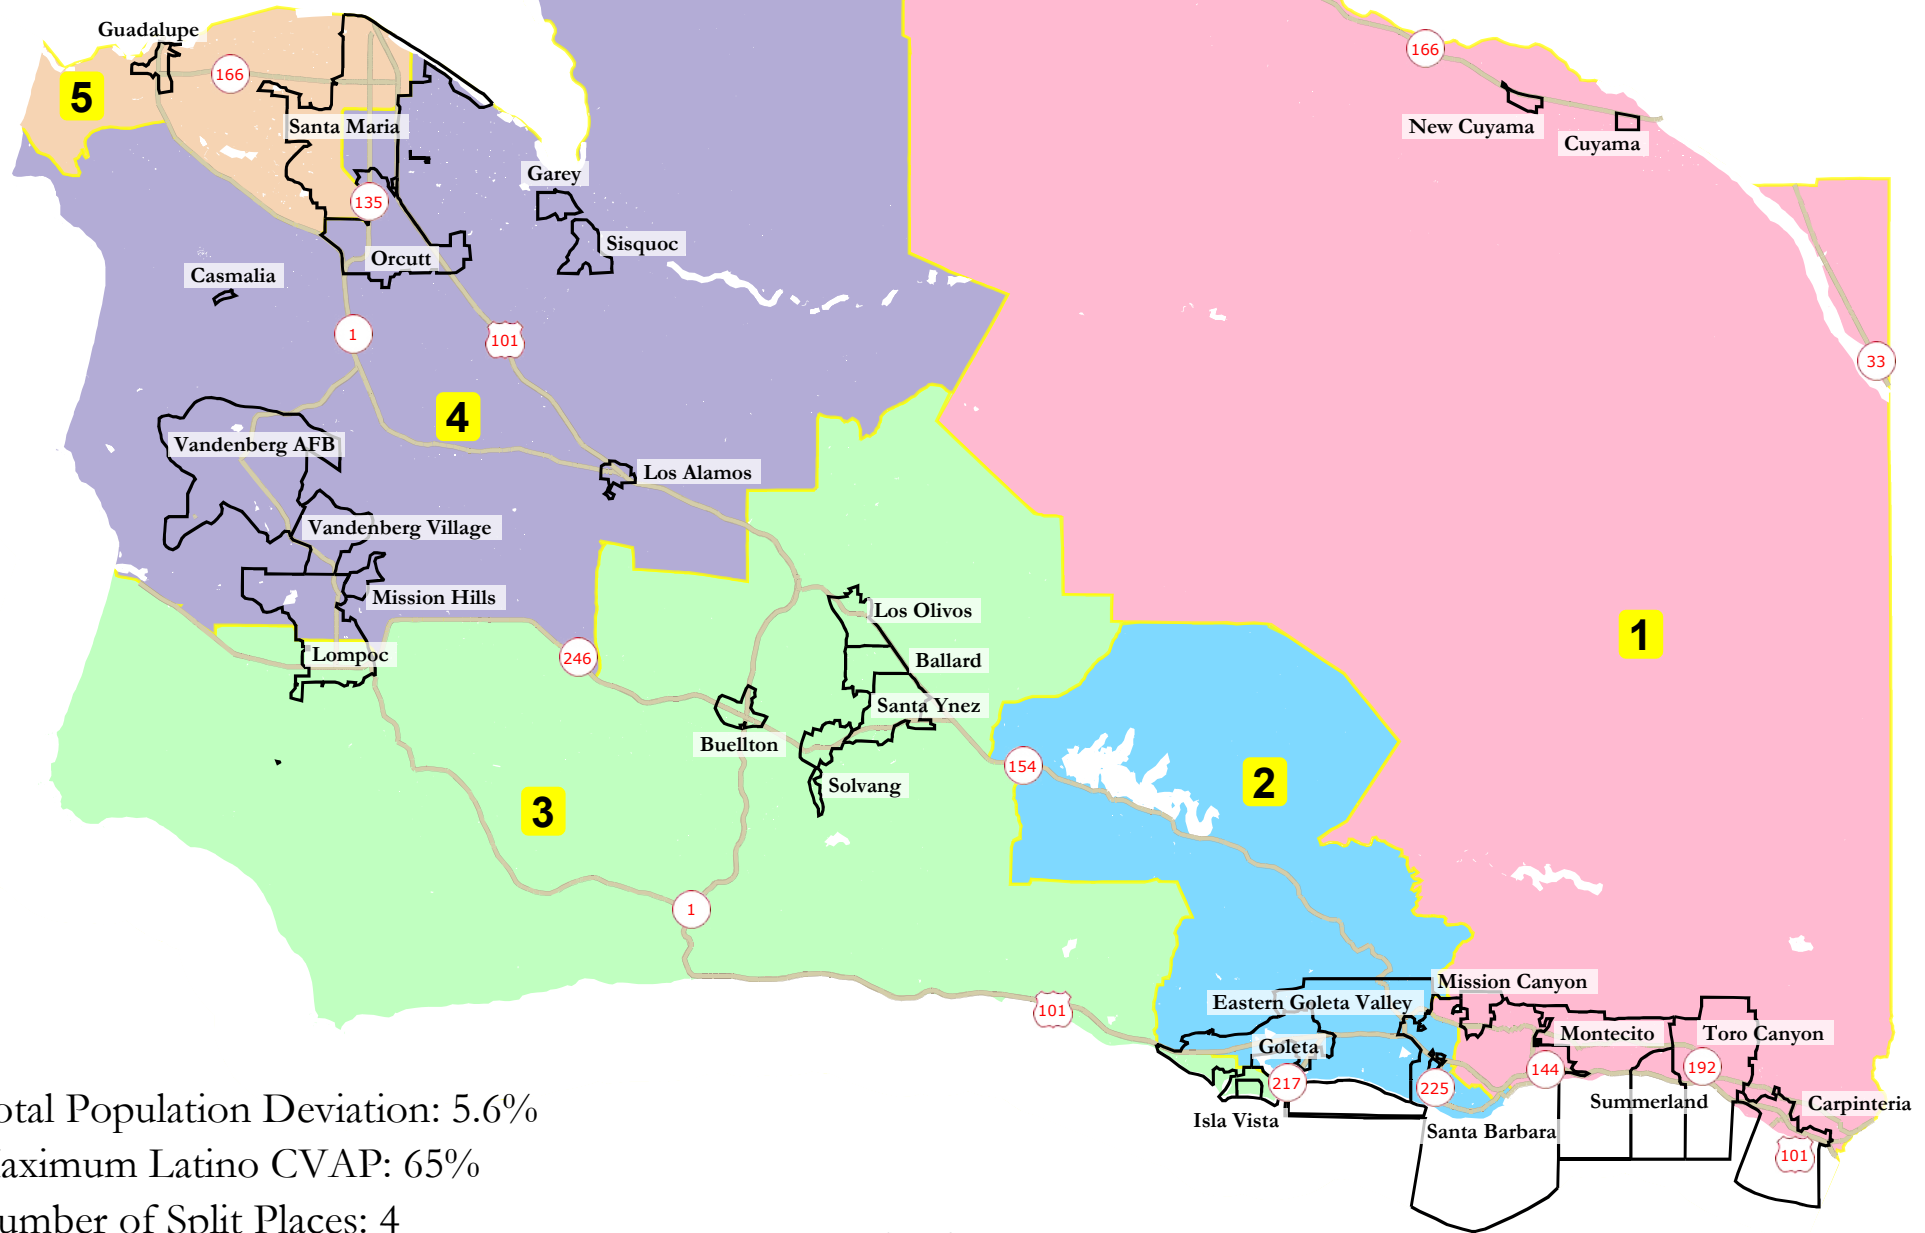 Guadalupe
166
166
5
New Cuyama
Santa Maria
Cuyama
Garey
135
Sisquoc
Orcutt
Casmalia
1
101
33
4
Vandenberg AFB
Los Alamos
Vandenberg Village
Mission Hills
Los Olivos
1
Lompoc
246
Ballard
Santa Ynez
Buellton
154
2
Solvang
3
1
Mission Canyon
101
Eastern Goleta Valley
Montecito
Toro Canyon
Goleta
144
192
217
225
Summerland
Carpinteria
Isla Vista
Santa Barbara
101
otal Population Deviation: 5.6%
aximum Latino CVAP: 65%
umber of Split Places: 4